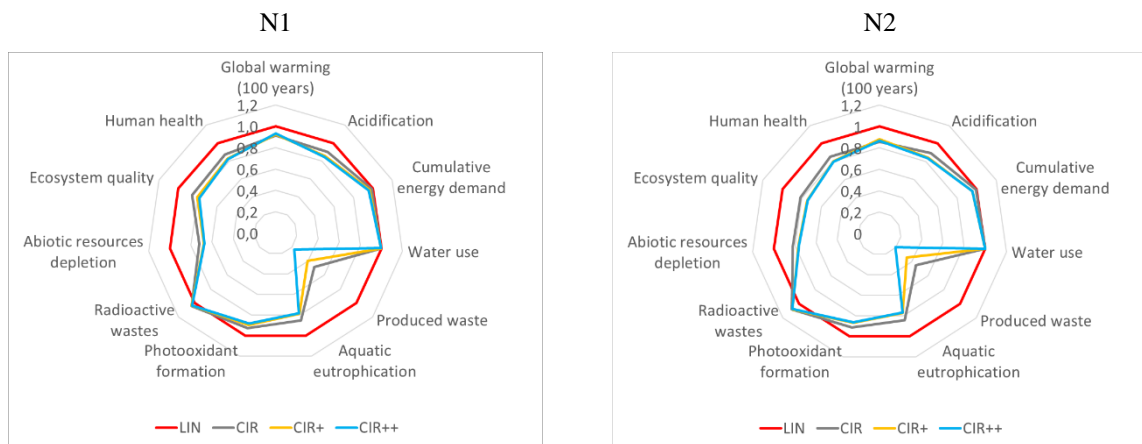 N1
Global warming
(100 years)
1,2
1,0
0,8
0,6
0,4
0,2
0,0
Acidification
Cumulative
energy demand
Water use
Produced waste
Aquatic
eutrophication
Photooxidant
formation
Radioactive
wastes
Abiotic resources
depletion
Ecosystem quality
Human health
LIN CIR CIR+ CIR++
N2
Global warming
(100 years)
1,2
1
0,8
0,6
0,4
0,2
0
Acidification
Cumulative
energy demand
Water use
Produced waste
Aquatic
eutrophication
Photooxidant
formation
Radioactive
wastes
Abiotic resources
depletion
Ecosystem quality
Human health
LIN CIR CIR+ CIR++